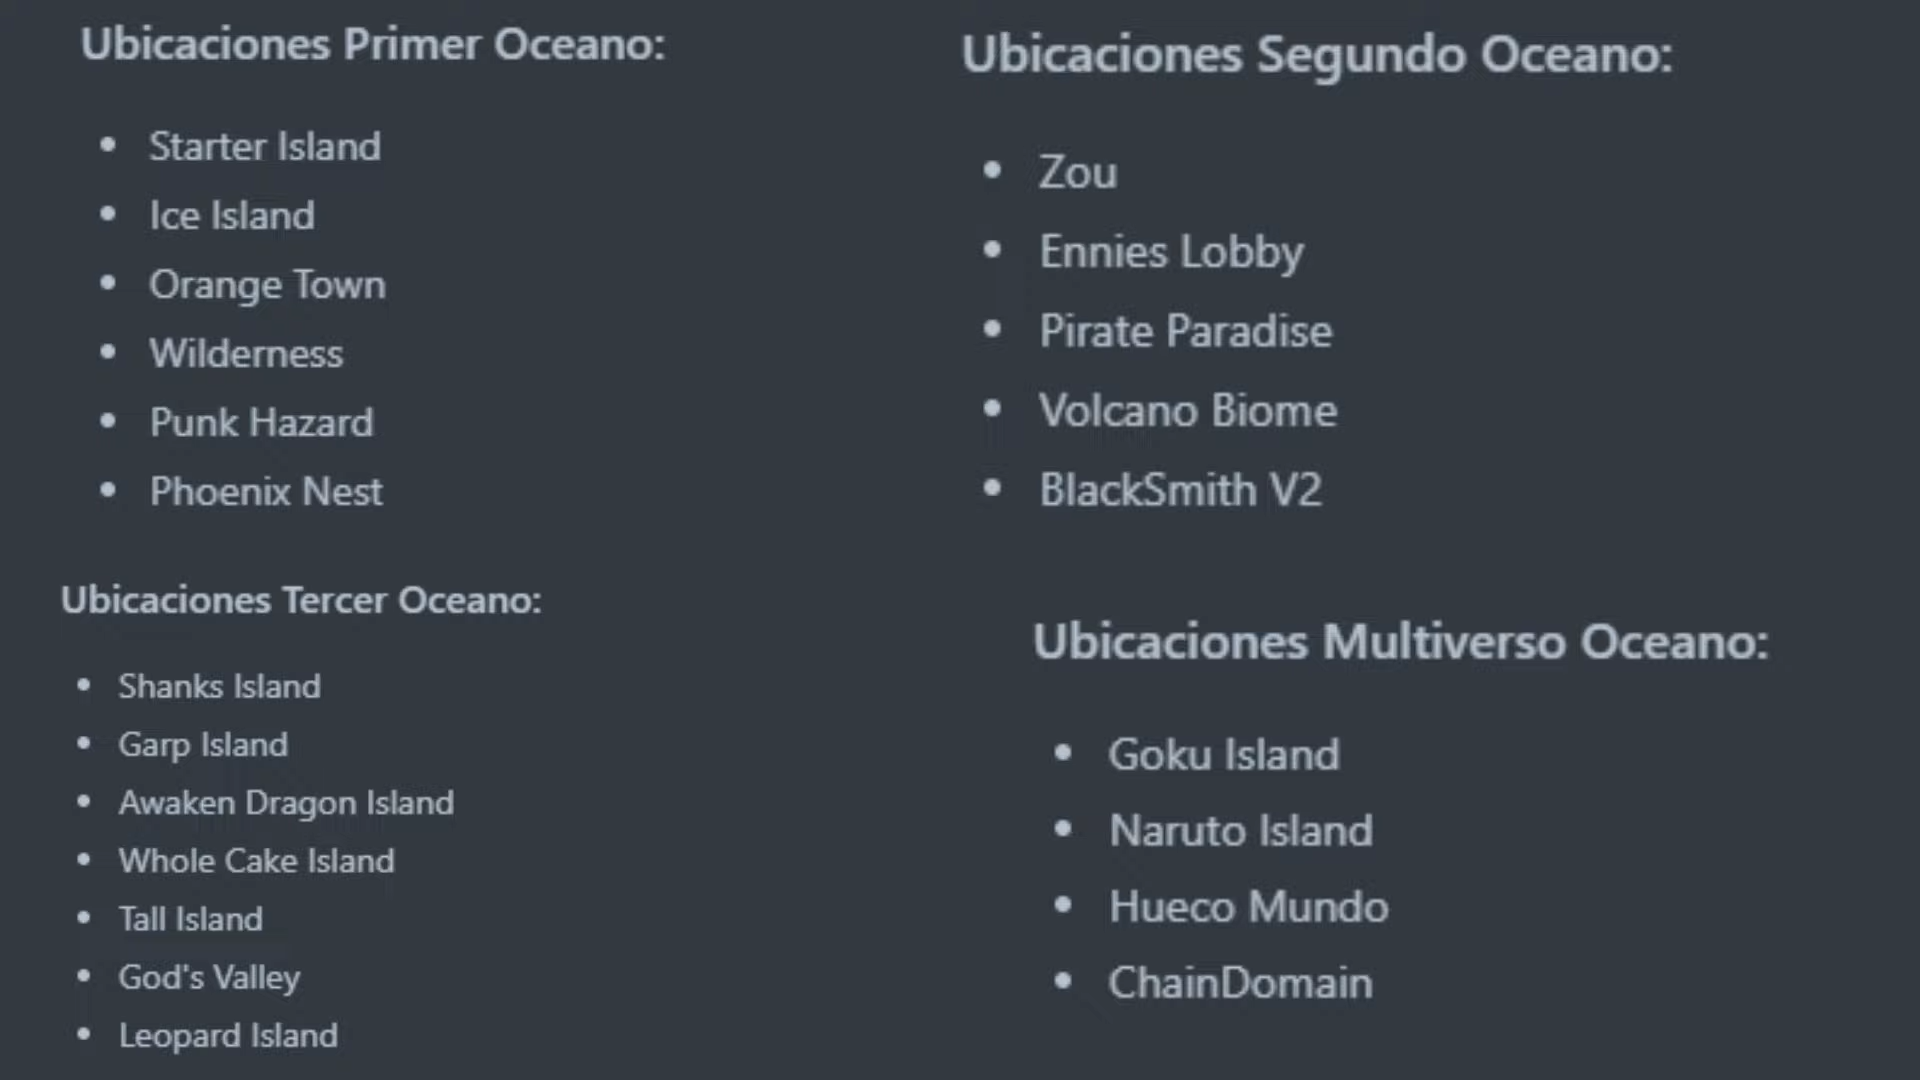 Ubicaciones Primer Oceano:
Starter Island
Ice Island
Orange Town
Wilderness
Punk Hazard
Phoenix Nest
Ubicaciones Segundo Oceano:
Zou
Ennies Lobby
Pirate Paradise
Volcano Biome
BlackSmith V2
Ubicaciones Tercer Oceano:
Shanks Island
Garp Island
Awaken Dragon Island
Whole Cake Island
Tall Island
God's Valley
Leopard Island
Ubicaciones Multiverso Oceano:
Goku Island
Naruto Island
Hueco Mundo
ChainDomain